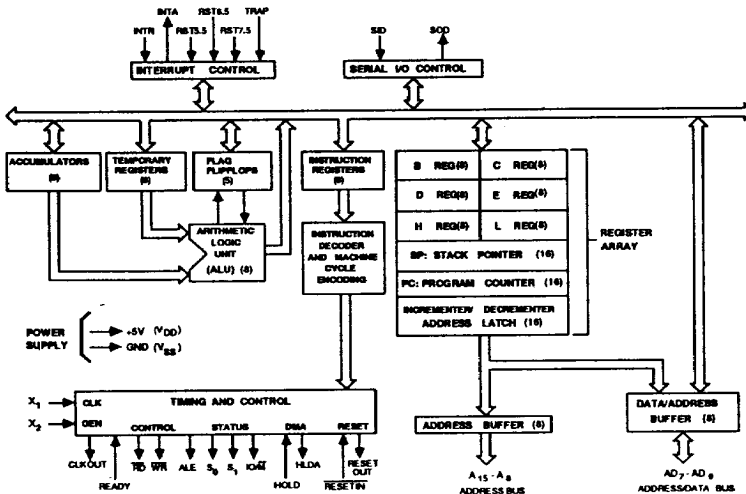 INTR
INTA
RST5.5
RST6.5
RST7.5
TRAP
SID
SOD
INTERRUPT CONTROL
SERIAL I/O CONTROL
ACCUMULATORS
(8)
TEMPORARY
REGISTERS
(8)
FLAG
FLIPFLOPS
(5)
INSTRUCTION
REGISTERS
(8)
B REG(8)
C REG(8)
D REG(8)
E REG(8)
H REG(8)
L REG(8)
SP: STACK POINTER (16)
PC: PROGRAM COUNTER (16)
INCREMENTER/ DECREMENTER
ADDRESS LATCH (16)
REGISTER
ARRAY
ARITHMETIC
LOGIC
UNIT
(ALU) (8)
INSTRUCTION
DECODER
AND MACHINE
CYCLE
ENCODING
POWER
SUPPLY
+5V (VDD)
GND (VSS)
X1
X2
CLK
GEN
TIMING AND CONTROL
CONTROL
STATUS
DMA
RESET
CLKOUT
READY
RD
WR
ALE
S0
S1
IO/M
HOLD
HLDA
RESETIN
RESET
OUT
ADDRESS BUFFER (8)
A15 - A8
ADDRESS BUS
DATA/ADDRESS
BUFFER (8)
AD7 - AD0
ADDRESS/DATA BUS